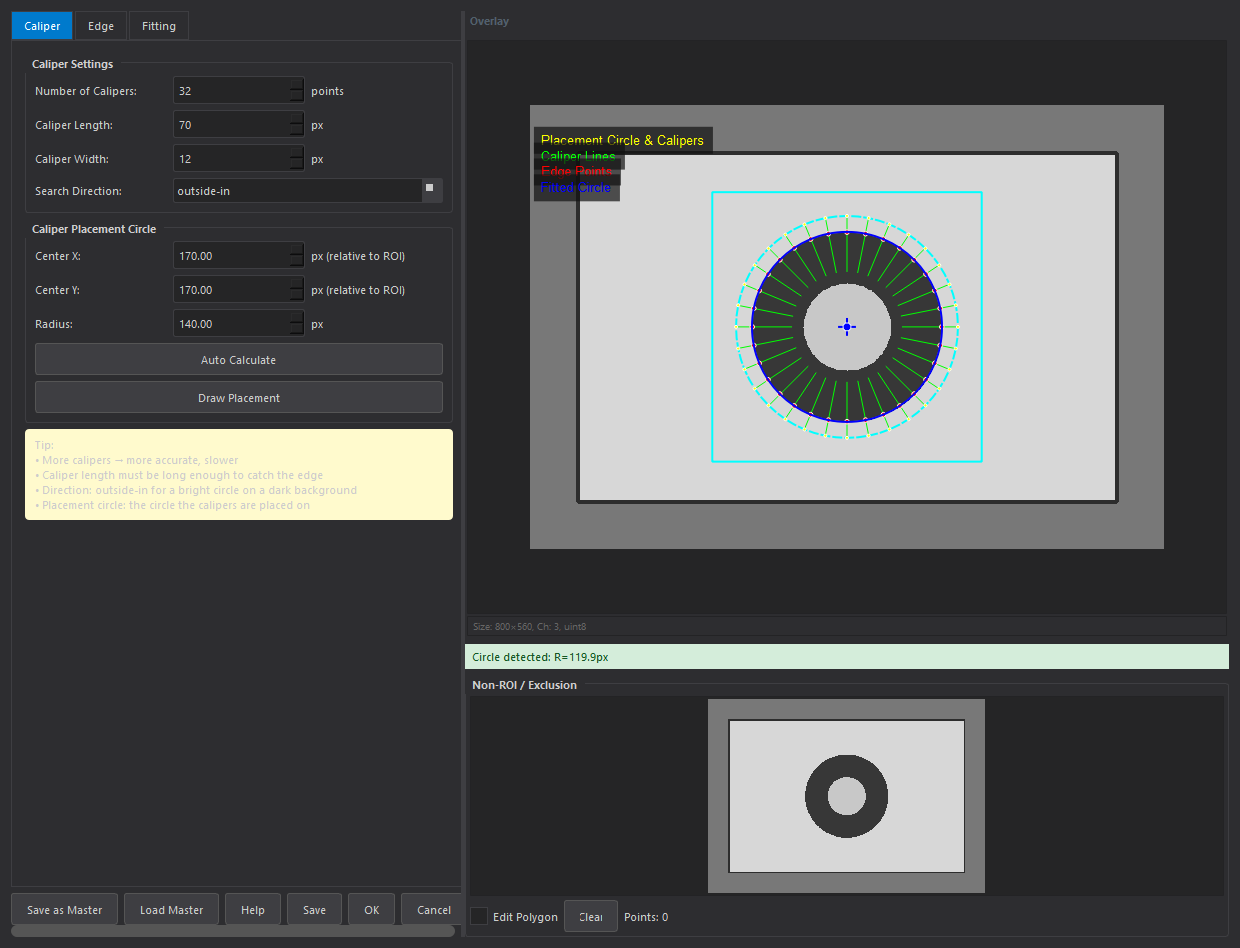 Caliper
Edge
Fitting
Caliper Settings
Number of Calipers:
32
points
Caliper Length:
70
px
Caliper Width:
12
px
Search Direction:
outside-in
Caliper Placement Circle
Center X:
170.00
px (relative to ROI)
Center Y:
170.00
px (relative to ROI)
Radius:
140.00
px
Auto Calculate
Draw Placement
Tip:
• More calipers → more accurate, slower
• Caliper length must be long enough to catch the edge
• Direction: outside-in for a bright circle on a dark background
• Placement circle: the circle the calipers are placed on
Save as Master
Load Master
Help
Save
OK
Cancel
Overlay
Placement Circle & Calipers
Caliper Lines
Edge Points
Fitted Circle
Size: 800×560, Ch: 3, uint8
Circle detected: R=119.9px
Non-ROI / Exclusion
Edit Polygon
Clear
Points: 0